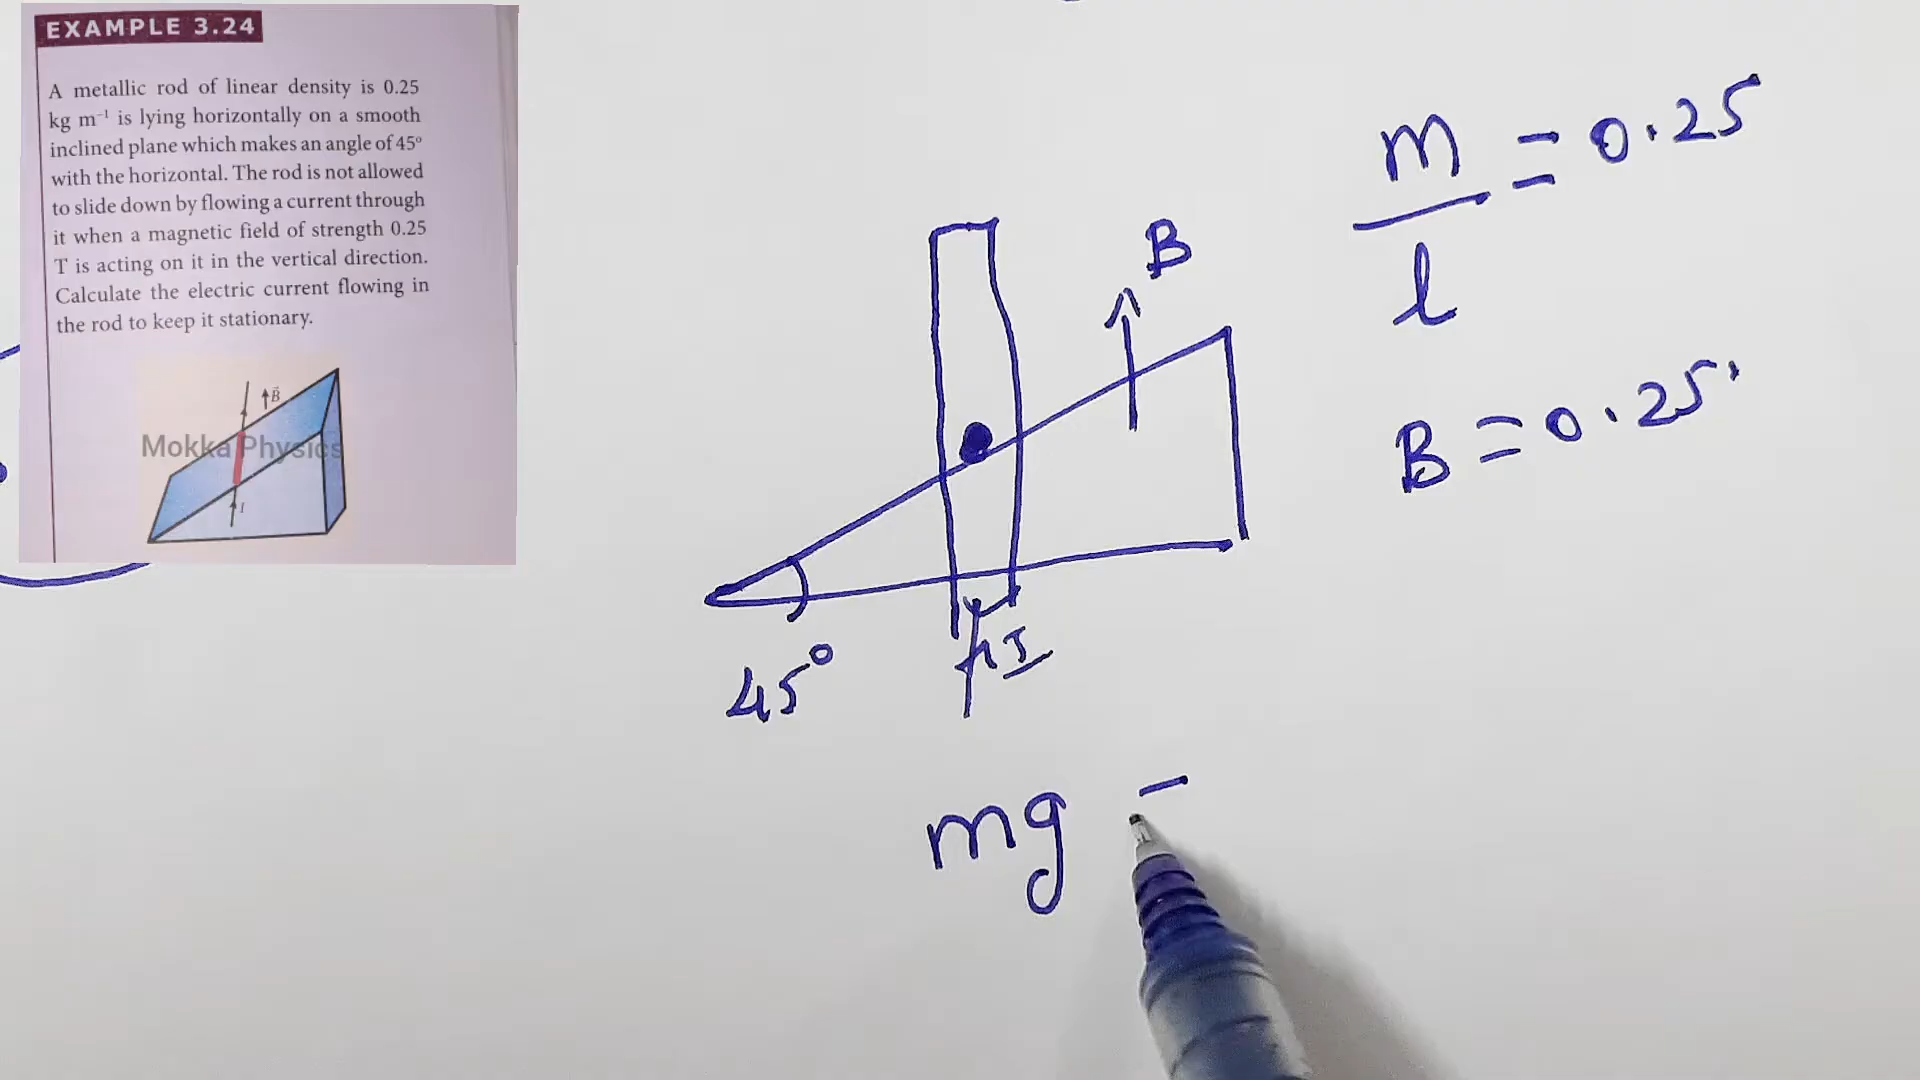 EXAMPLE 3.24
A metallic rod of linear density is 0.25
kg m⁻¹ is lying horizontally on a smooth
inclined plane which makes an angle of 45°
with the horizontal. The rod is not allowed
to slide down by flowing a current through
it when a magnetic field of strength 0.25
T is acting on it in the vertical direction.
Calculate the electric current flowing in
the rod to keep it stationary.
B
Mokka Physics
I
m/l = 0.25
B
B = 0.25
45°
I
mg